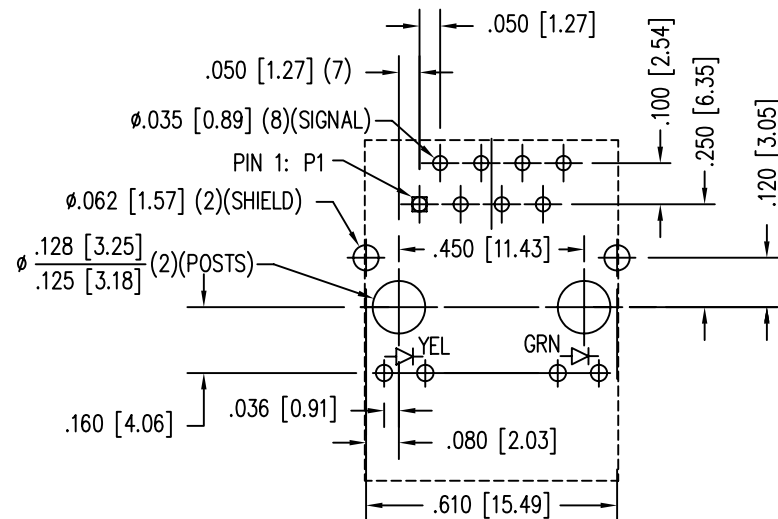 .050 [1.27]
.050 [1.27] (7)
.100 [2.54]
.250 [6.35]
.120 [3.05]
ø.035 [0.89] (8)(SIGNAL)
PIN 1: P1
ø.062 [1.57] (2)(SHIELD)
.450 [11.43]
ø .128 [3.25]
.125 [3.18] (2)(POSTS)
YEL
GRN
.036 [0.91]
.160 [4.06]
.080 [2.03]
.610 [15.49]